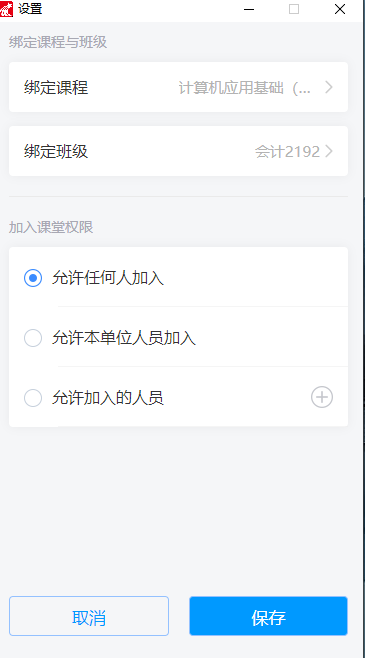 设置
绑定课程与班级
绑定课程 计算机应用基础（...
绑定班级 会计2192
加入课堂权限
允许任何人加入
允许本单位人员加入
允许加入的人员
取消 保存